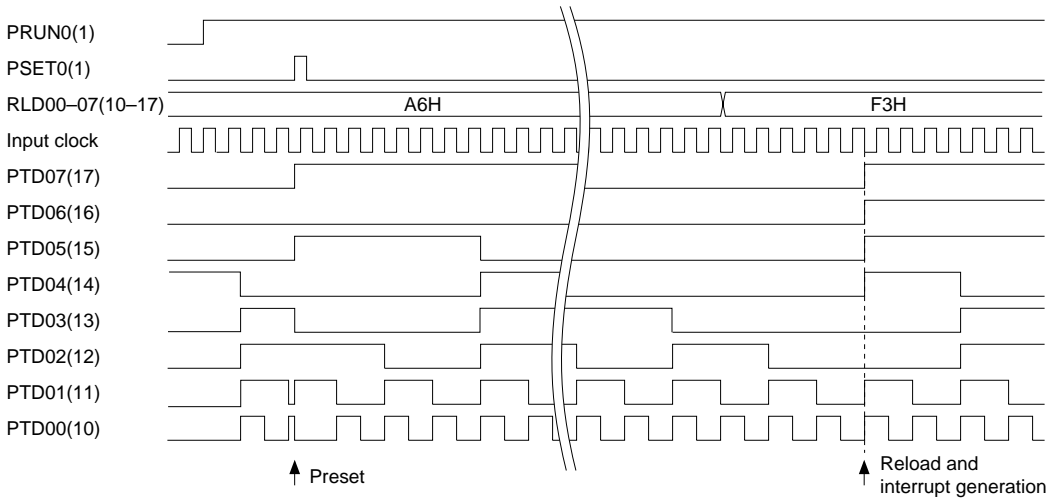 PRUN0(1)
PSET0(1)
RLD00–07(10–17) A6H F3H
Input clock
PTD07(17)
PTD06(16)
PTD05(15)
PTD04(14)
PTD03(13)
PTD02(12)
PTD01(11)
PTD00(10)
Preset
Reload and
interrupt generation